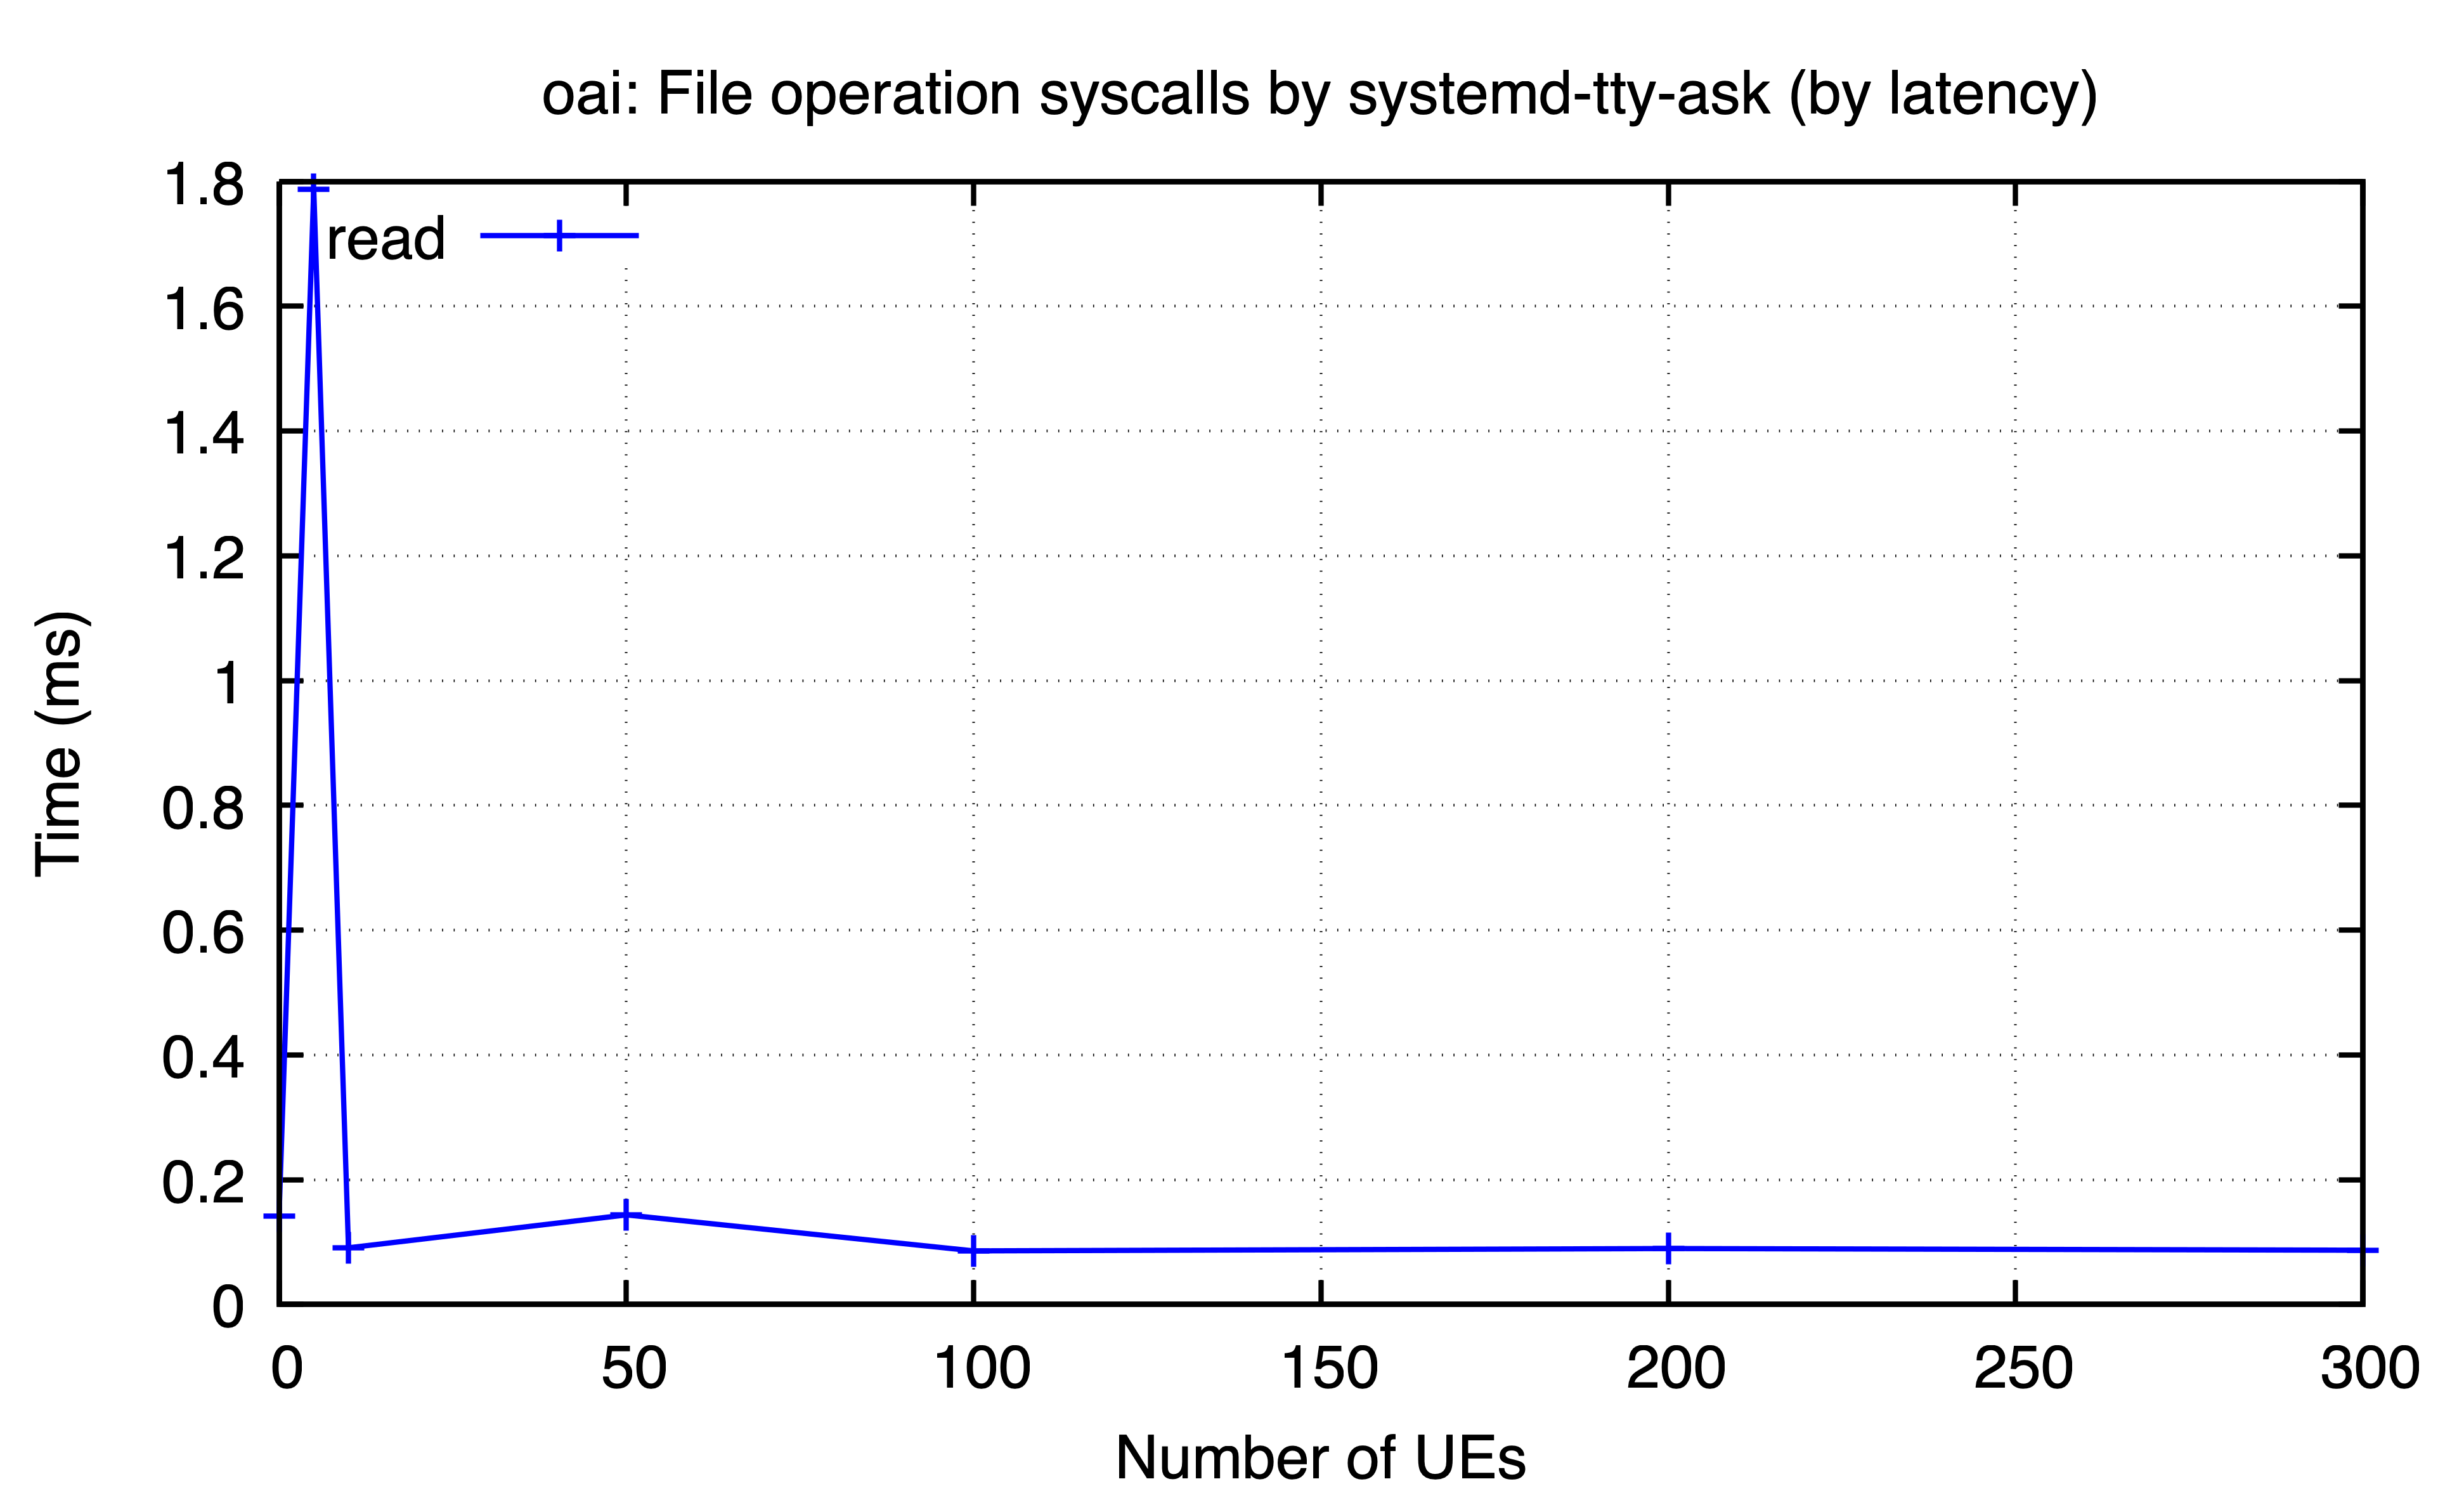 oai: File operation syscalls by systemd-tty-ask (by latency)
1.8
read
1.6
1.4
1.2
1
0.8
0.6
0.4
0.2
0
Time (ms)
0 50 100 150 200 250 300
Number of UEs